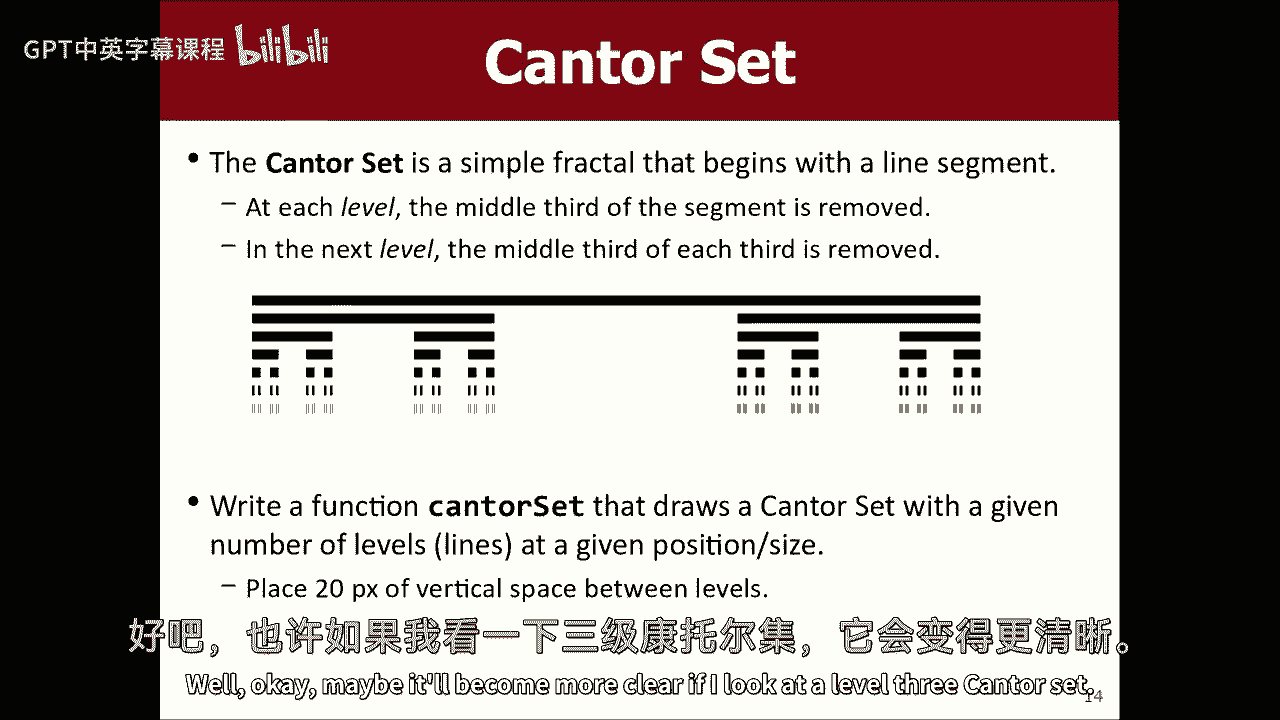 GPT中英字幕课程 bilibili
Cantor Set
• The Cantor Set is a simple fractal that begins with a line segment.
– At each level, the middle third of the segment is removed.
– In the next level, the middle third of each third is removed.
• Write a function cantorSet that draws a Cantor Set with a given
number of levels (lines) at a given position/size.
– Place 20 px of vertical space between levels.
好吧，也许如果我看一下三级康托尔集，它会变得更清晰。
Well, okay, maybe it'll become more clear if I look at a level three Cantor set.
14